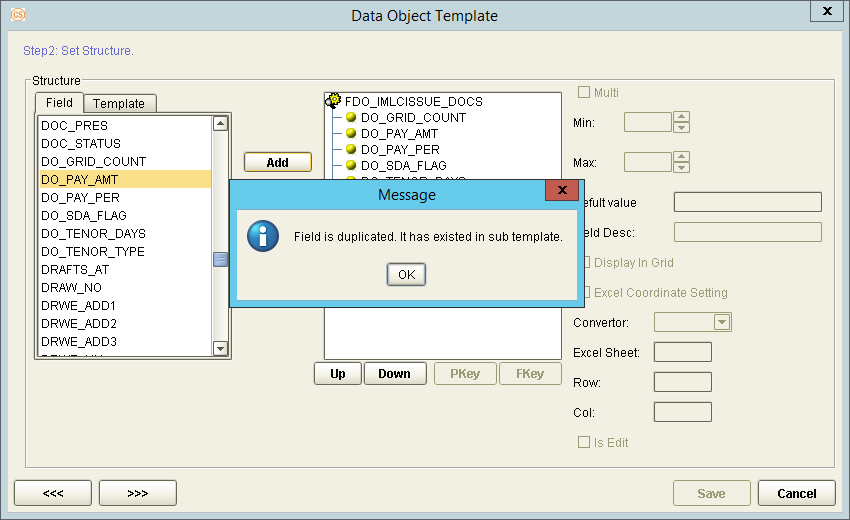 CS
Data Object Template
x
Step2: Set Structure.
Structure
Field
Template
DOC_PRES
DOC_STATUS
DO_GRID_COUNT
DO_PAY_AMT
DO_PAY_PER
DO_SDA_FLAG
DO_TENOR_DAYS
DO_TENOR_TYPE
DRAFTS_AT
DRAW_NO
DRWE_ADD1
DRWE_ADD2
DRWE_ADD3
Add
FDO_IMLCISSUE_DOCS
DO_GRID_COUNT
DO_PAY_AMT
DO_PAY_PER
DO_SDA_FLAG
DO_TENOR_DAYS
Message
x
Field is duplicated. It has existed in sub template.
OK
Up
Down
PKey
FKey
Multi
Min:
Max:
efult value
eld Desc:
Display In Grid
Excel Coordinate Setting
Convertor:
Excel Sheet:
Row:
Col:
Is Edit
<<<
>>>
Save
Cancel